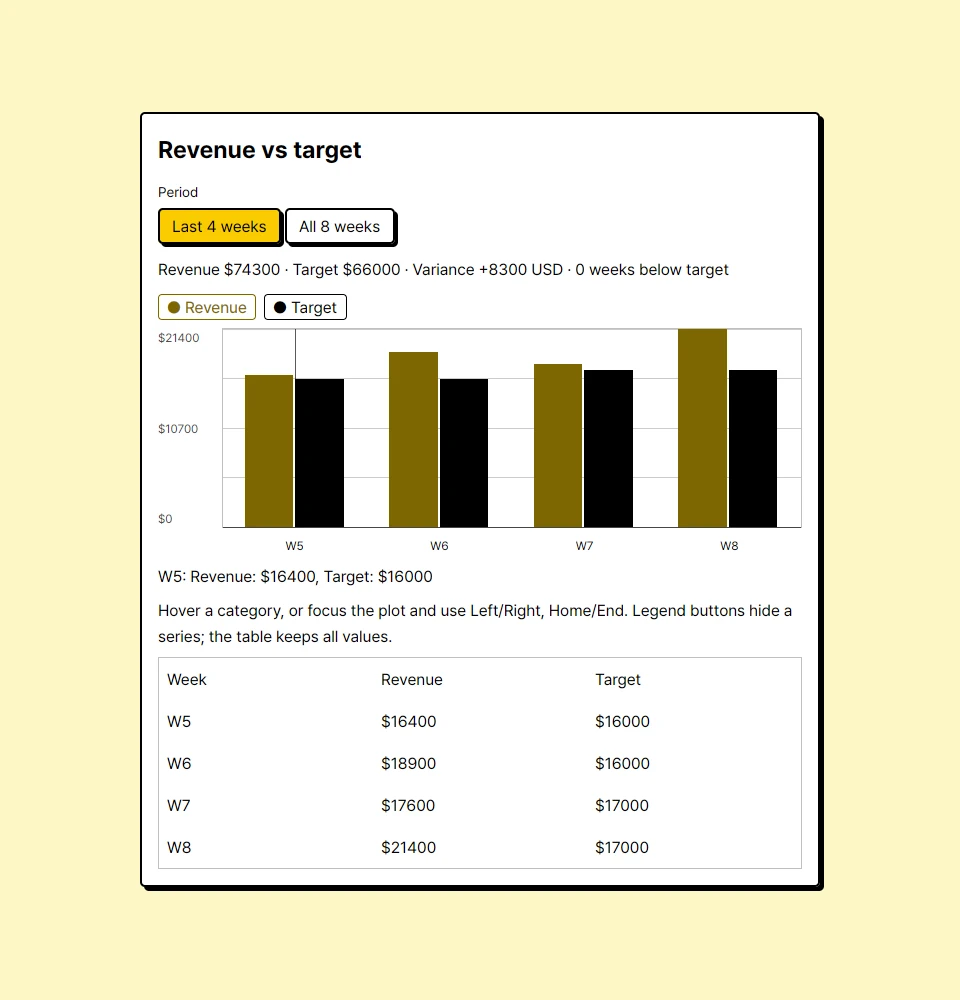 Revenue vs target
Period
Last 4 weeks All 8 weeks
Revenue $74300 · Target $66000 · Variance +8300 USD · 0 weeks below target
Revenue Target
$21400
$10700
$0
W5 W6 W7 W8
W5: Revenue: $16400, Target: $16000
Hover a category, or focus the plot and use Left/Right, Home/End. Legend buttons hide a
series; the table keeps all values.
Week Revenue Target
W5 $16400 $16000
W6 $18900 $16000
W7 $17600 $17000
W8 $21400 $17000